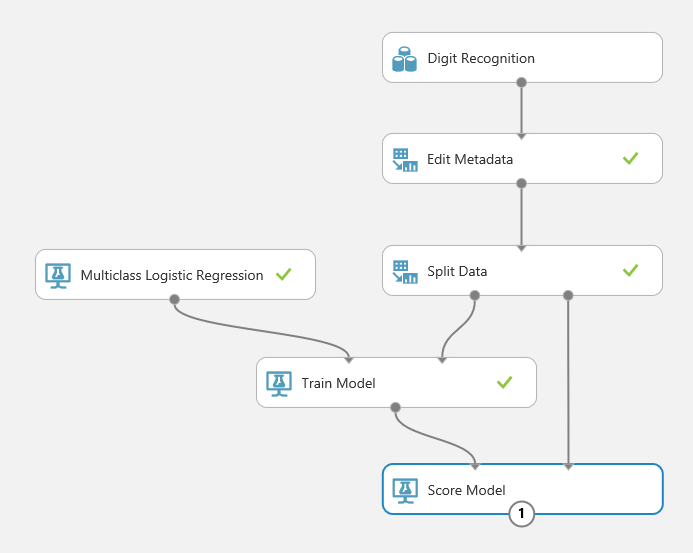 Digit Recognition
Edit Metadata
Split Data
Multiclass Logistic Regression
Train Model
Score Model
1